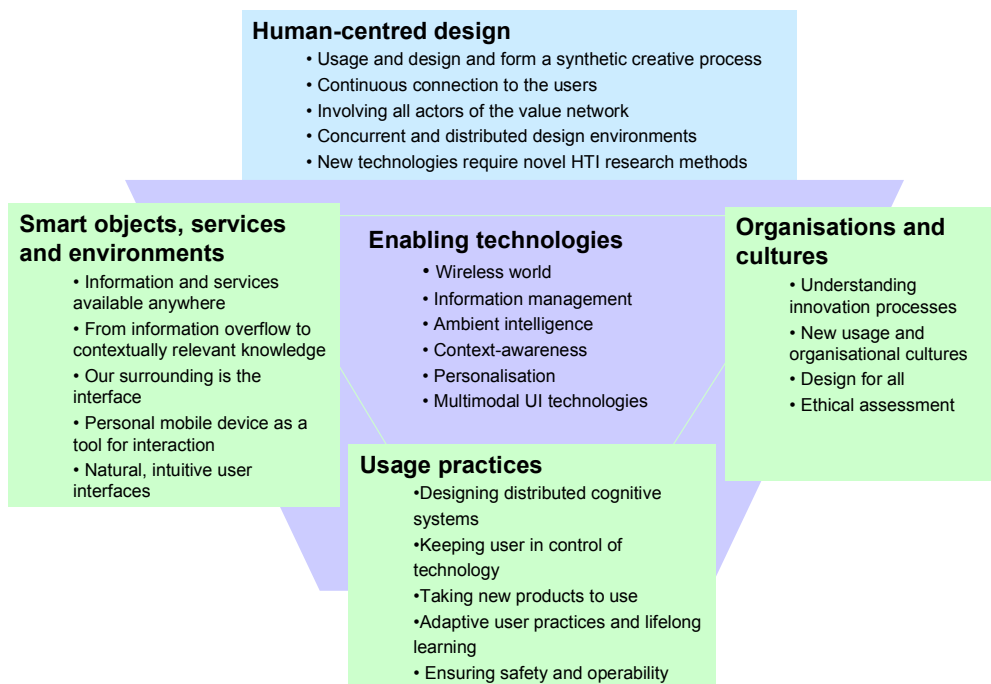 Human-centred design
• Usage and design and form a synthetic creative process
• Continuous connection to the users
• Involving all actors of the value network
• Concurrent and distributed design environments
• New technologies require novel HTI research methods
Smart objects, services
and environments
• Information and services
available anywhere
• From information overflow to
contextually relevant knowledge
• Our surrounding is the
interface
• Personal mobile device as a
tool for interaction
• Natural, intuitive user
interfaces
Enabling technologies
• Wireless world
• Information management
• Ambient intelligence
• Context-awareness
• Personalisation
• Multimodal UI technologies
Organisations and
cultures
• Understanding
innovation processes
• New usage and
organisational cultures
• Design for all
• Ethical assessment
Usage practices
•Designing distributed cognitive
systems
•Keeping user in control of
technology
•Taking new products to use
•Adaptive user practices and lifelong
learning
• Ensuring safety and operability